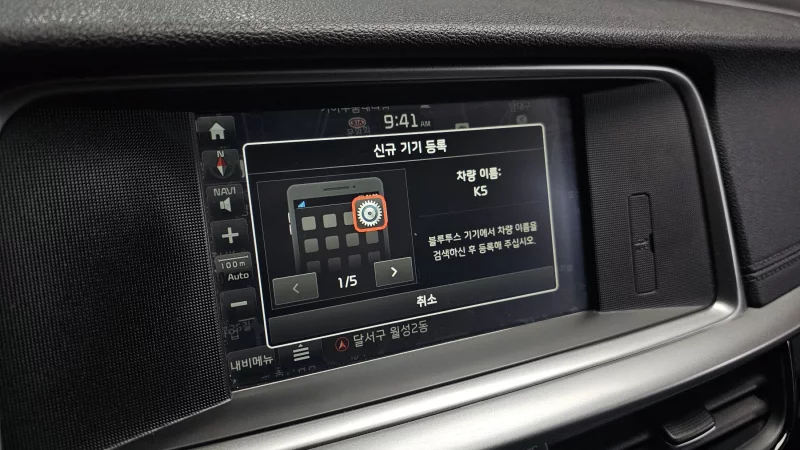 9:41 AM
KIA
신규 기기 등록
N
NAVI
차량 이름:
K5
블루투스 기기에서 차량 이름을
검색하신 후 등록해 주십시오.
100m
Auto
1/5
취소
달서구 월성2동
내비메뉴